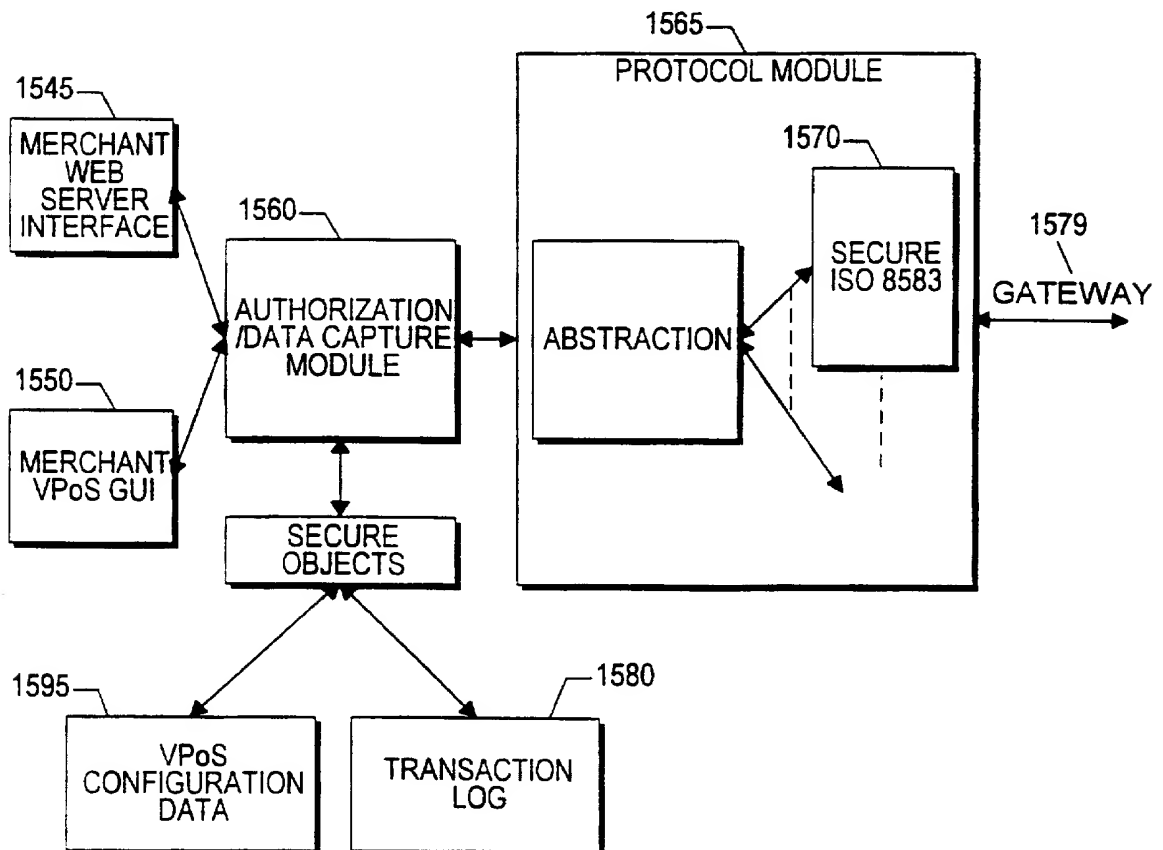 1565
PROTOCOL MODULE
1545
MERCHANT
WEB
SERVER
INTERFACE
1570
SECURE
ISO 8583
1560
AUTHORIZATION
/DATA CAPTURE
MODULE
ABSTRACTION
1579
GATEWAY
1550
MERCHANT
VPoS GUI
SECURE
OBJECTS
1595
VPoS
CONFIGURATION
DATA
1580
TRANSACTION
LOG